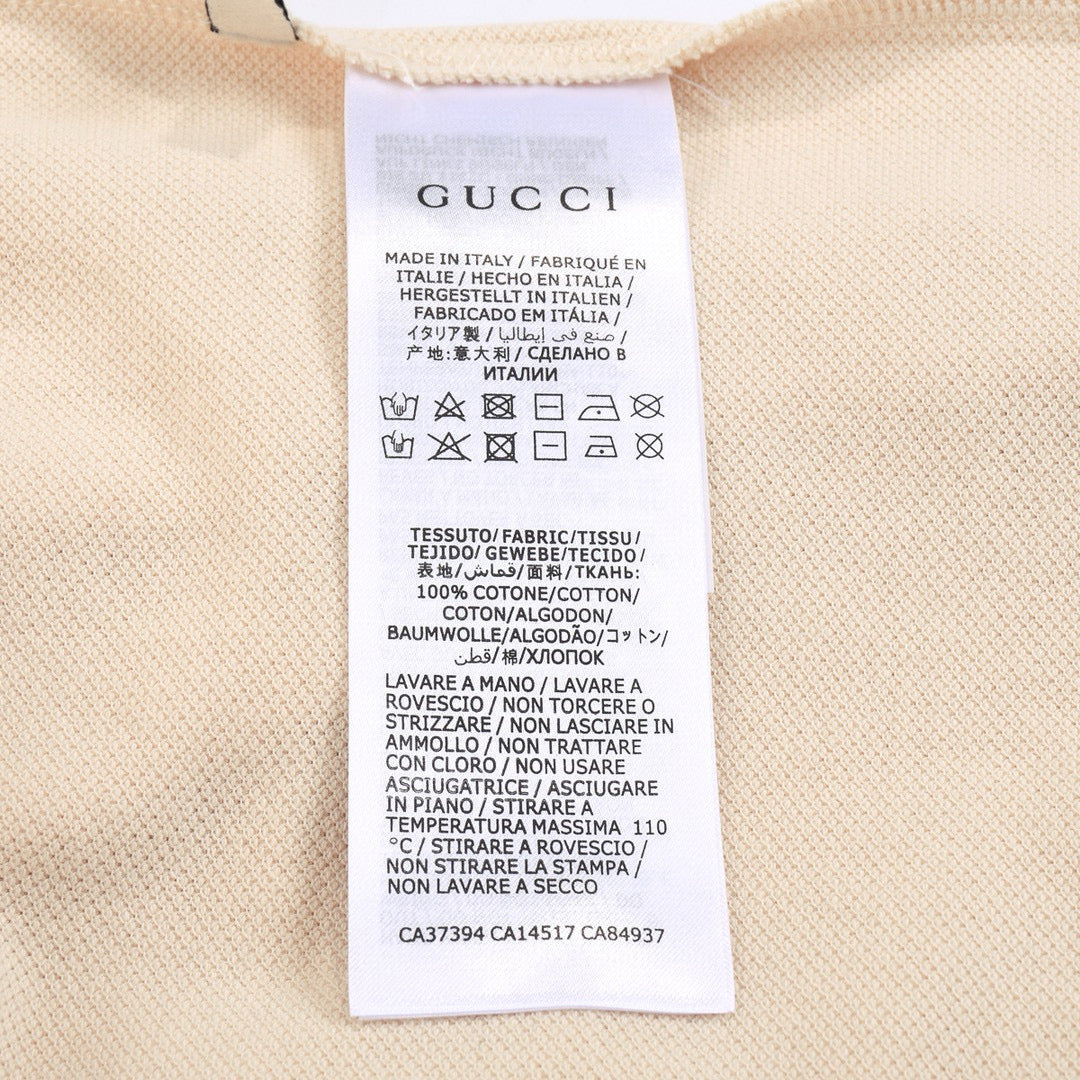 GUCCI
MADE IN ITALY / FABRIQUÉ EN
ITALIE / HECHO EN ITALIA /
HERGESTELLT IN ITALIEN /
FABRICADO EM ITÁLIA /
イタリア製 / صنع في إيطاليا /
产地:意大利 / СДЕЛАНО В
ИТАЛИИ
TESSUTO/ FABRIC/TISSU/
TEJIDO/ GEWEBE/TECIDO/
表地/قماش/面料/ТКАНЬ:
100% COTONE/COTTON/
COTON/ALGODON/
BAUMWOLLE/ALGODÃO/コットン/
قطن/棉/ХЛОПОК
LAVARE A MANO / LAVARE A
ROVESCIO / NON TORCERE O
STRIZZARE / NON LASCIARE IN
AMMOLLO / NON TRATTARE
CON CLORO / NON USARE
ASCIUGATRICE / ASCIUGARE
IN PIANO / STIRARE A
TEMPERATURA MASSIMA 110
°C / STIRARE A ROVESCIO /
NON STIRARE LA STAMPA /
NON LAVARE A SECCO
CA37394 CA14517 CA84937